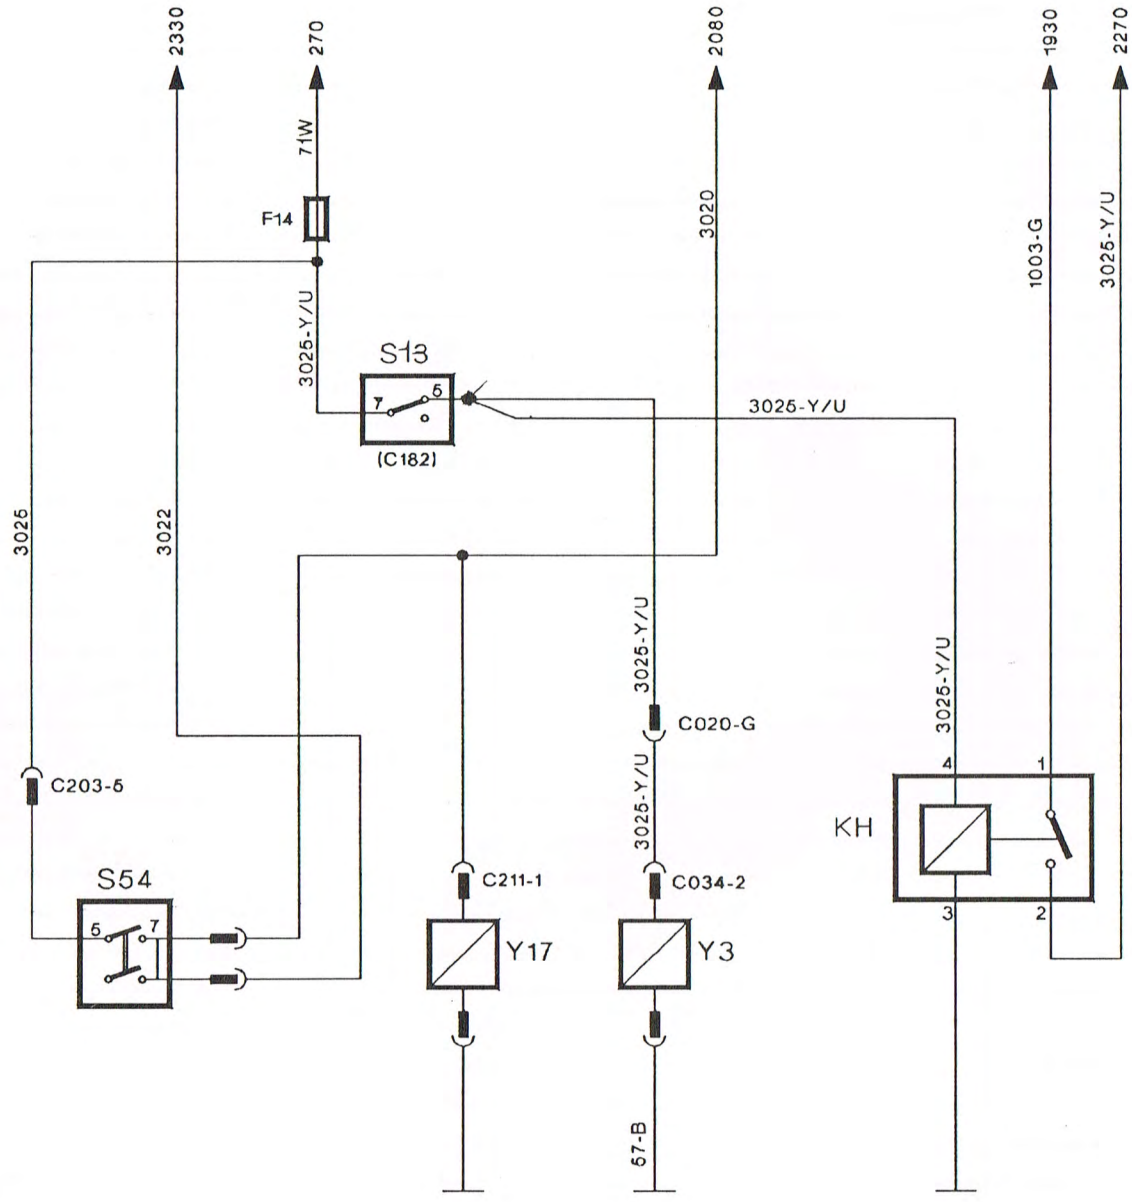 2330
270
2080
1930
2270
71W
F14
3020
3025-Y/U
1003-G
3025-Y/U
S13
7
5
(C182)
3025-Y/U
3025
3022
3025-Y/U
3025-Y/U
C020-G
C203-5
3025-Y/U
4
1
KH
S54
5
7
C211-1
C034-2
3
2
Y17
Y3
57-B